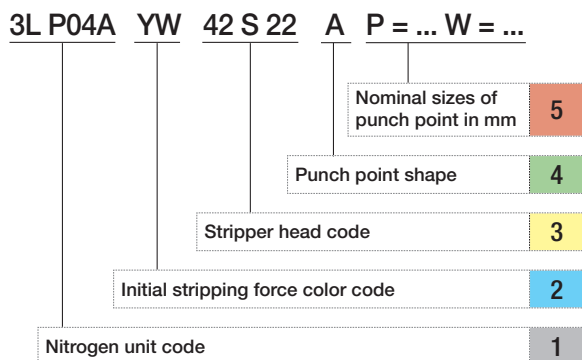 3L P04A YW 42 S 22 A P = ... W = ...
Nominal sizes of
punch point in mm
5
Punch point shape
4
Stripper head code
3
Initial stripping force color code
2
Nitrogen unit code
1